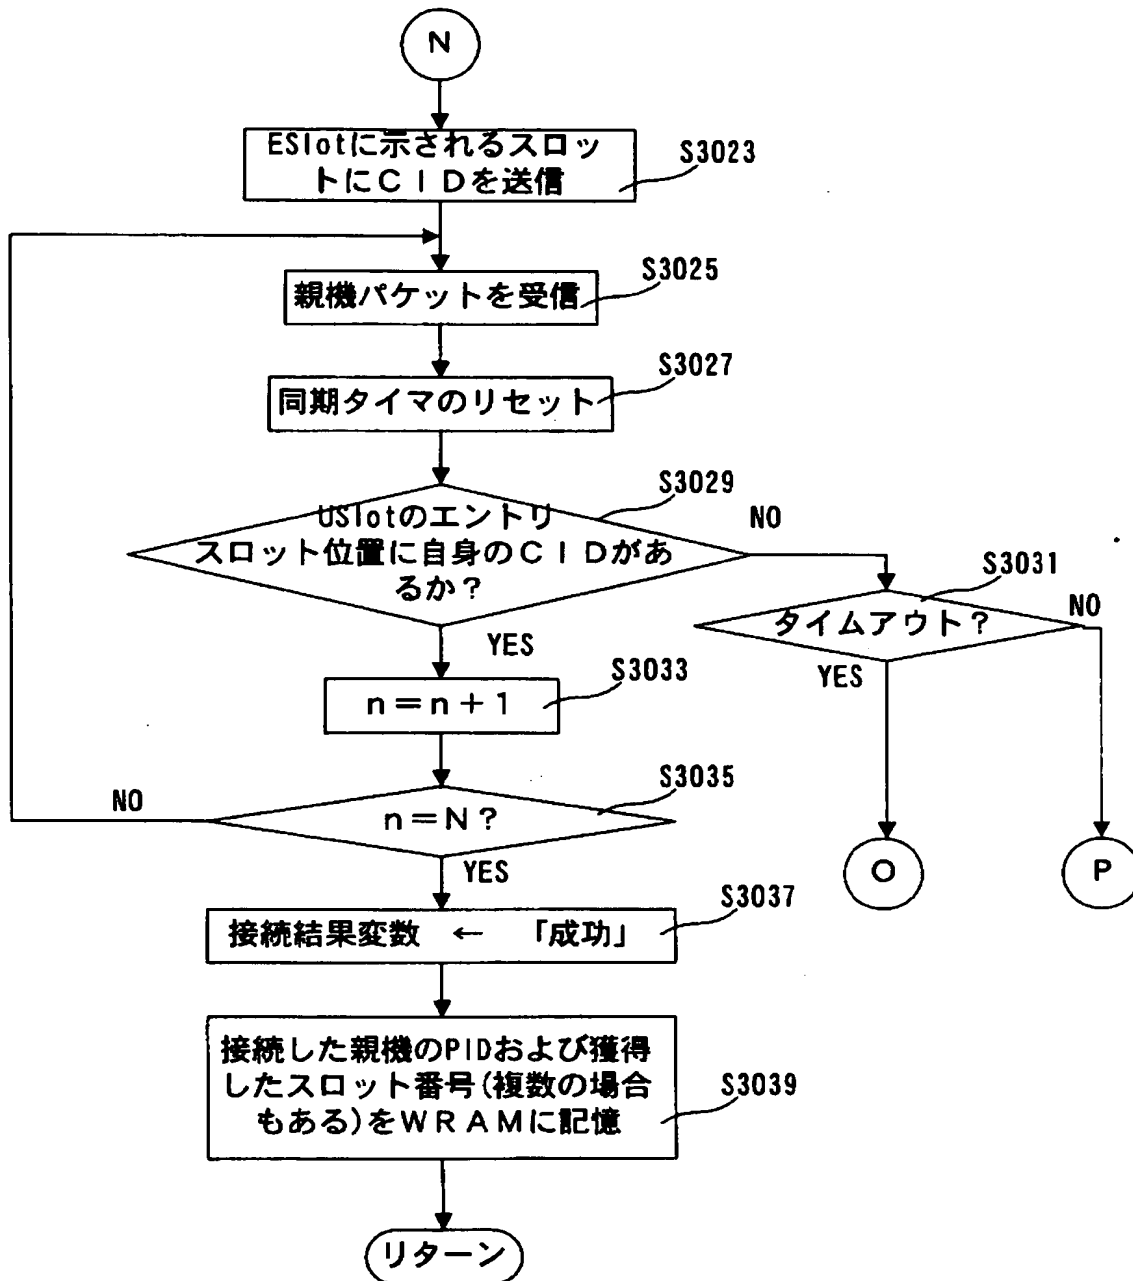 N
ESlotに示されるスロッ
トにＣＩＤを送信
S3023
S3025
親機パケットを受信
S3027
同期タイマのリセット
S3029
USlotのエントリ
スロット位置に自身のＣＩＤがあ
るか？
NO
S3031
タイムアウト？
NO
YES
YES
S3033
ｎ＝ｎ＋１
S3035
ｎ＝Ｎ？
NO
YES
O
P
S3037
接続結果変数 ← 「成功」
接続した親機のPIDおよび獲得
したスロット番号(複数の場合
もある)をＷＲＡＭに記憶
S3039
リターン